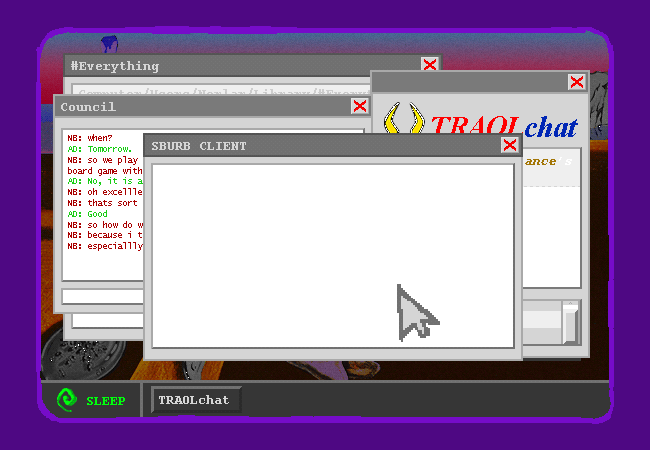 #Everything
Council
NB: when?
AD: Tomorrow.
NB: so we play
board game with
AD: No, it is a
NB: oh excellle
NB: thats sort
AD: Good
NB: so how do w
NB: because i t
NB: especiallly
SBURB CLIENT
TRAOLchat
ance's
SLEEP
TRAOLchat